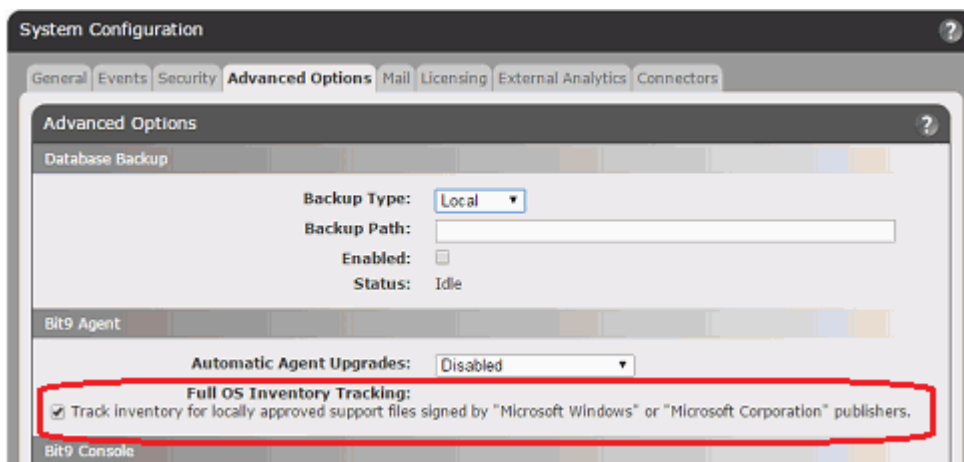 System Configuration ?
General Events Security Advanced Options Mail Licensing External Analytics Connectors
Advanced Options ?
Database Backup
Backup Type: Local
Backup Path:
Enabled:
Status: Idle
Bit9 Agent
Automatic Agent Upgrades: Disabled
Full OS Inventory Tracking:
Track inventory for locally approved support files signed by "Microsoft Windows" or "Microsoft Corporation" publishers.
Bit9 Console